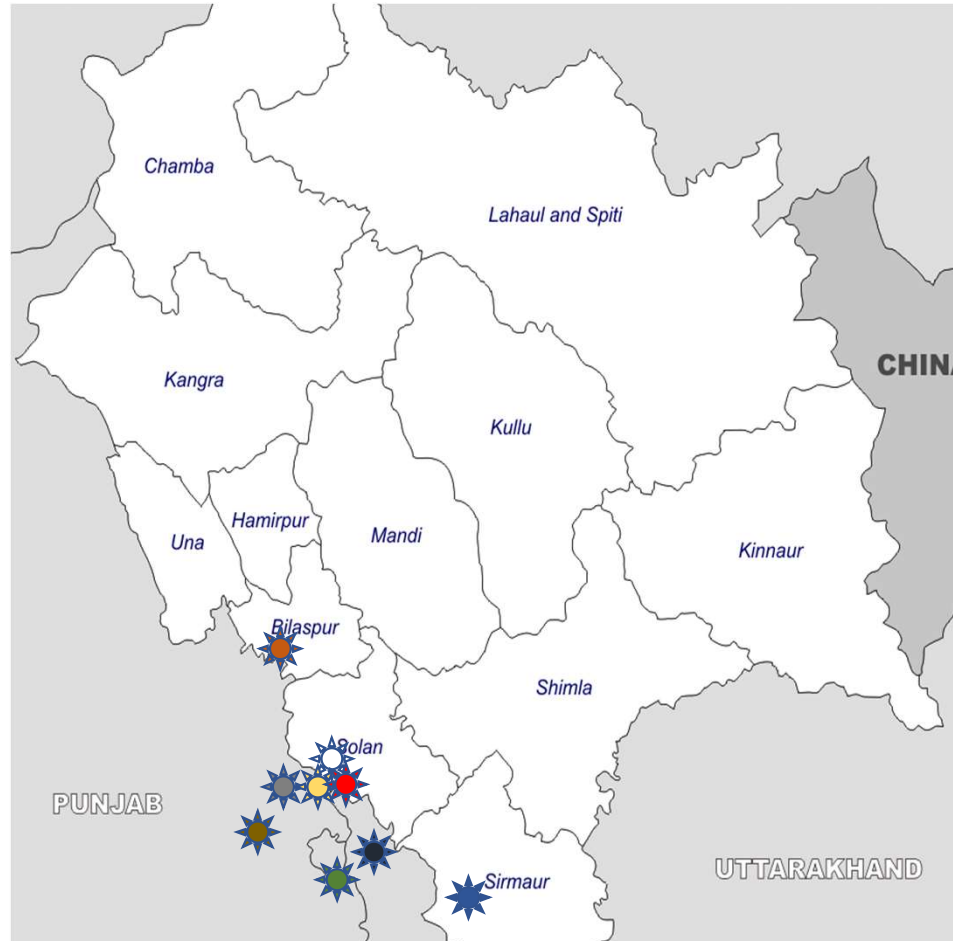 Chamba
Lahaul and Spiti
CHINA
Kangra
Kullu
Hamirpur
Una
Mandi
Kinnaur
Bilaspur
Shimla
Solan
PUNJAB
UTTARAKHAND
Sirmaur